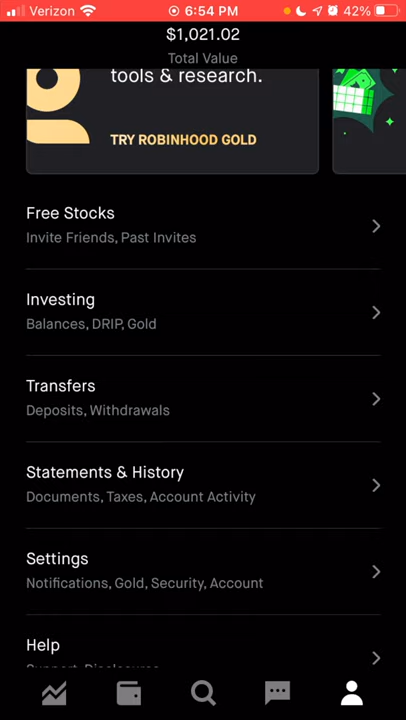 Verizon 6:54 PM 42%
$1,021.02
Total Value
tools & research.
TRY ROBINHOOD GOLD
Free Stocks
Invite Friends, Past Invites
Investing
Balances, DRIP, Gold
Transfers
Deposits, Withdrawals
Statements & History
Documents, Taxes, Account Activity
Settings
Notifications, Gold, Security, Account
Help
Support, Disclosures